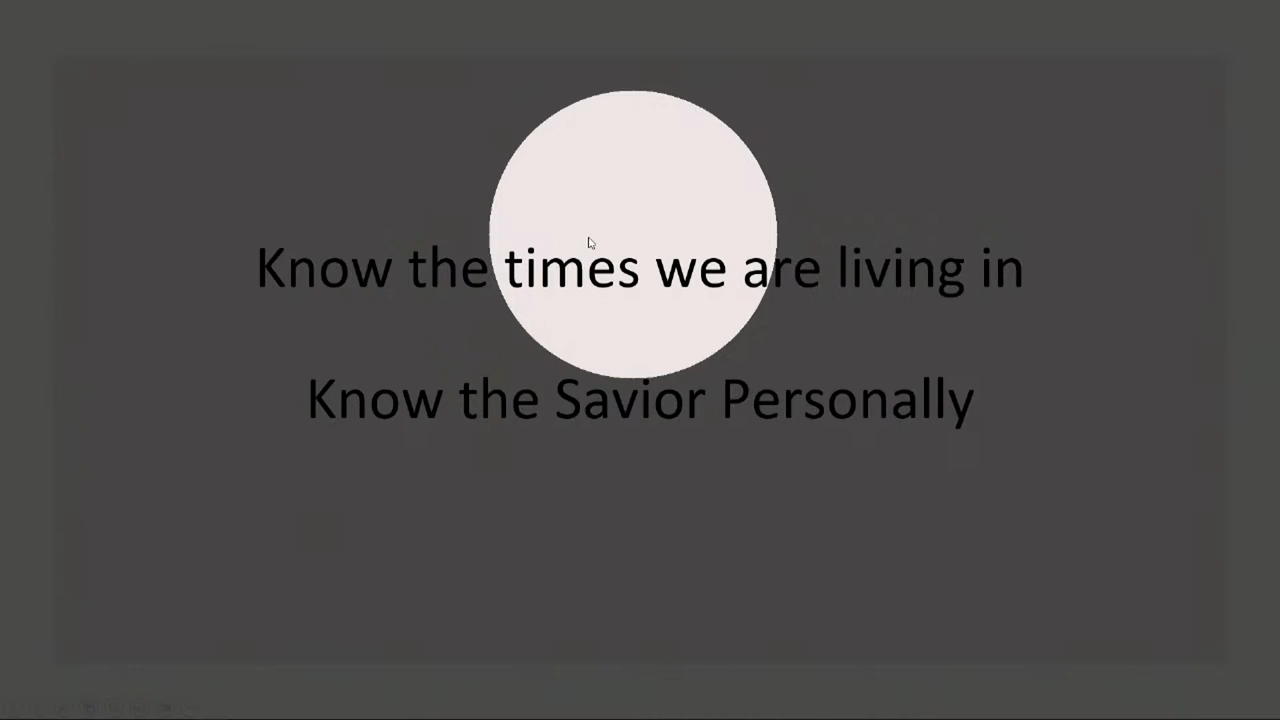 Know the times we are living in
Know the Savior Personally